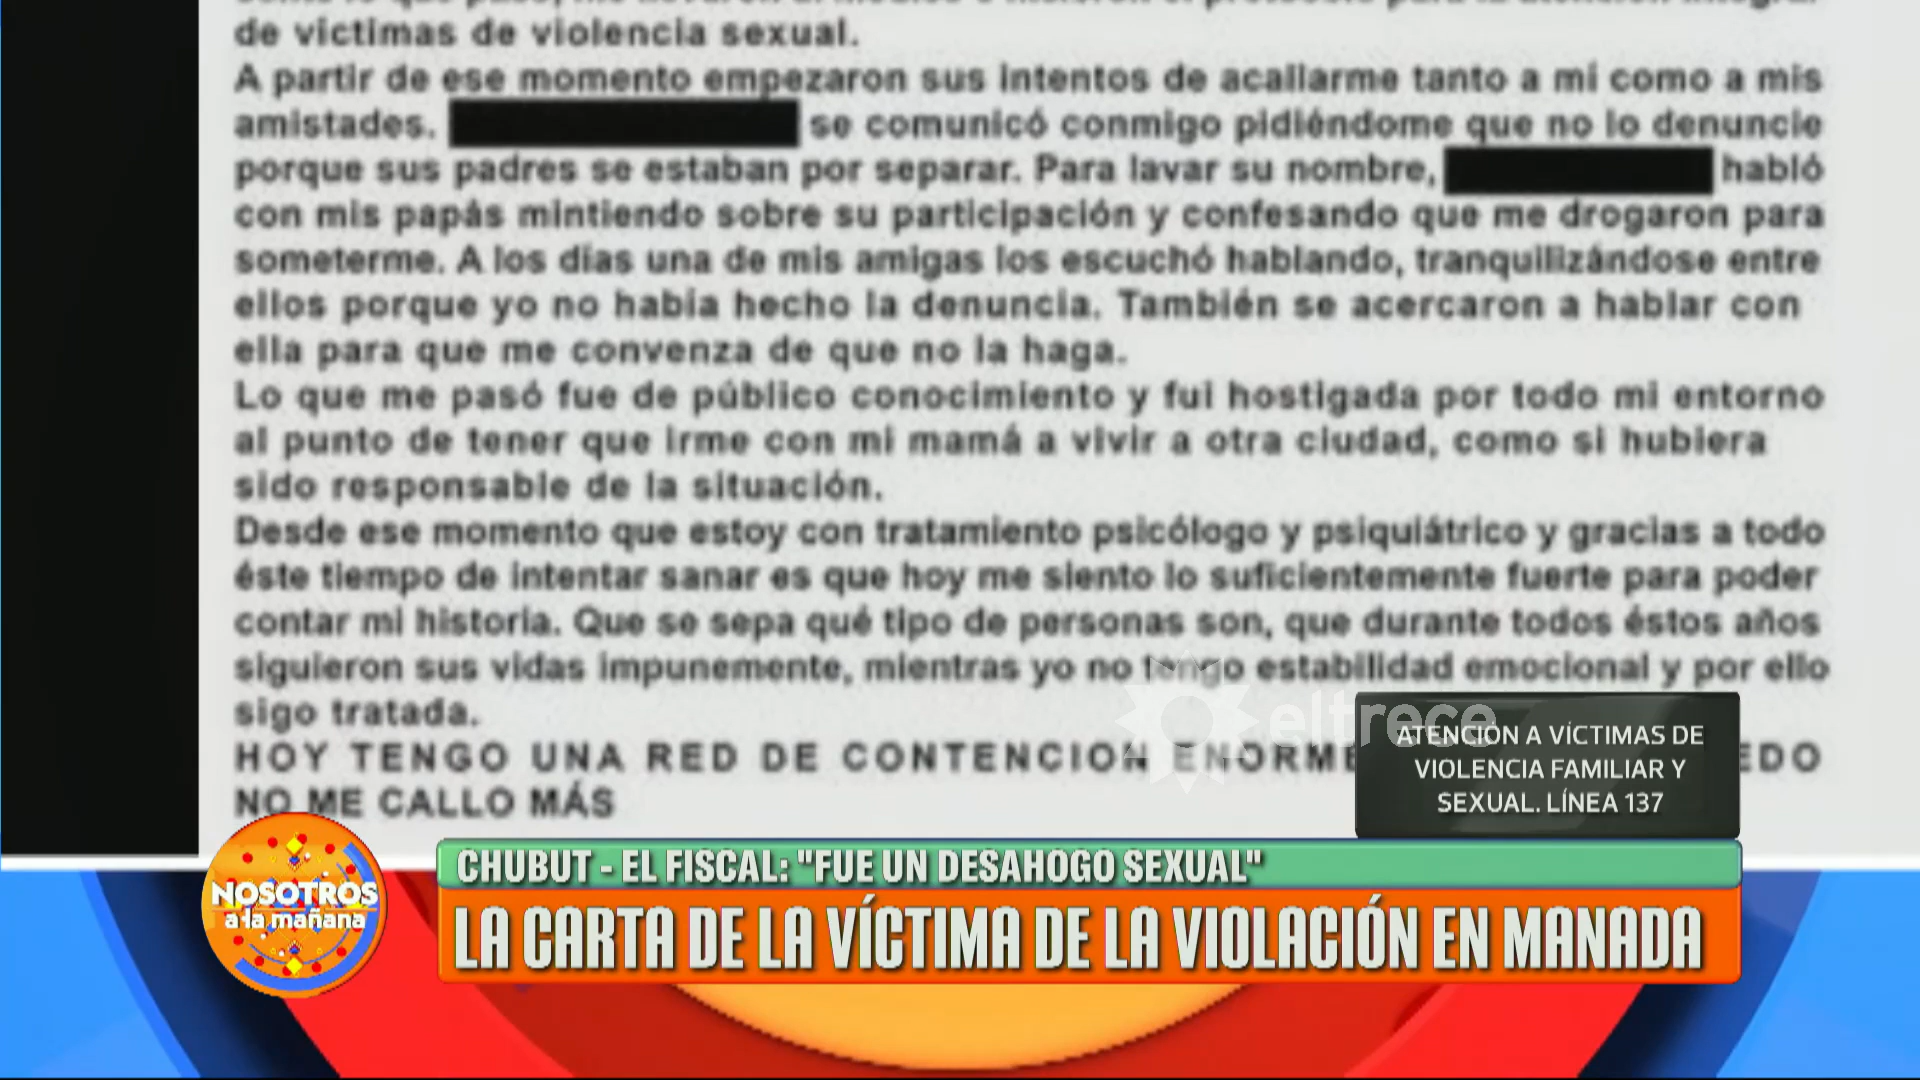 de víctimas de violencia sexual.
A partir de ese momento empezaron sus intentos de acallarme tanto a mí como a mis
amistades. se comunicó conmigo pidiéndome que no lo denuncie
porque sus padres se estaban por separar. Para lavar su nombre, habló
con mis papás mintiendo sobre su participación y confesando que me drogaron para
someterme. A los días una de mis amigas los escuchó hablando, tranquilizándose entre
ellos porque yo no había hecho la denuncia. También se acercaron a hablar con
ella para que me convenza de que no la haga.
Lo que me pasó fue de público conocimiento y fui hostigada por todo mi entorno
al punto de tener que irme con mi mamá a vivir a otra ciudad, como si hubiera
sido responsable de la situación.
Desde ese momento que estoy con tratamiento psicólogo y psiquiátrico y gracias a todo
éste tiempo de intentar sanar es que hoy me siento lo suficientemente fuerte para poder
contar mi historia. Que se sepa qué tipo de personas son, que durante todos éstos años
siguieron sus vidas impunemente, mientras yo no tengo estabilidad emocional y por ello
sigo tratada.
HOY TENGO UNA RED DE CONTENCION ENORME EDO
NO ME CALLO MÁS
eltrece
ATENCIÓN A VÍCTIMAS DE
VIOLENCIA FAMILIAR Y
SEXUAL. LÍNEA 137
CHUBUT - EL FISCAL: "FUE UN DESAHOGO SEXUAL"
NOSOTROS
a la mañana
LA CARTA DE LA VÍCTIMA DE LA VIOLACIÓN EN MANADA